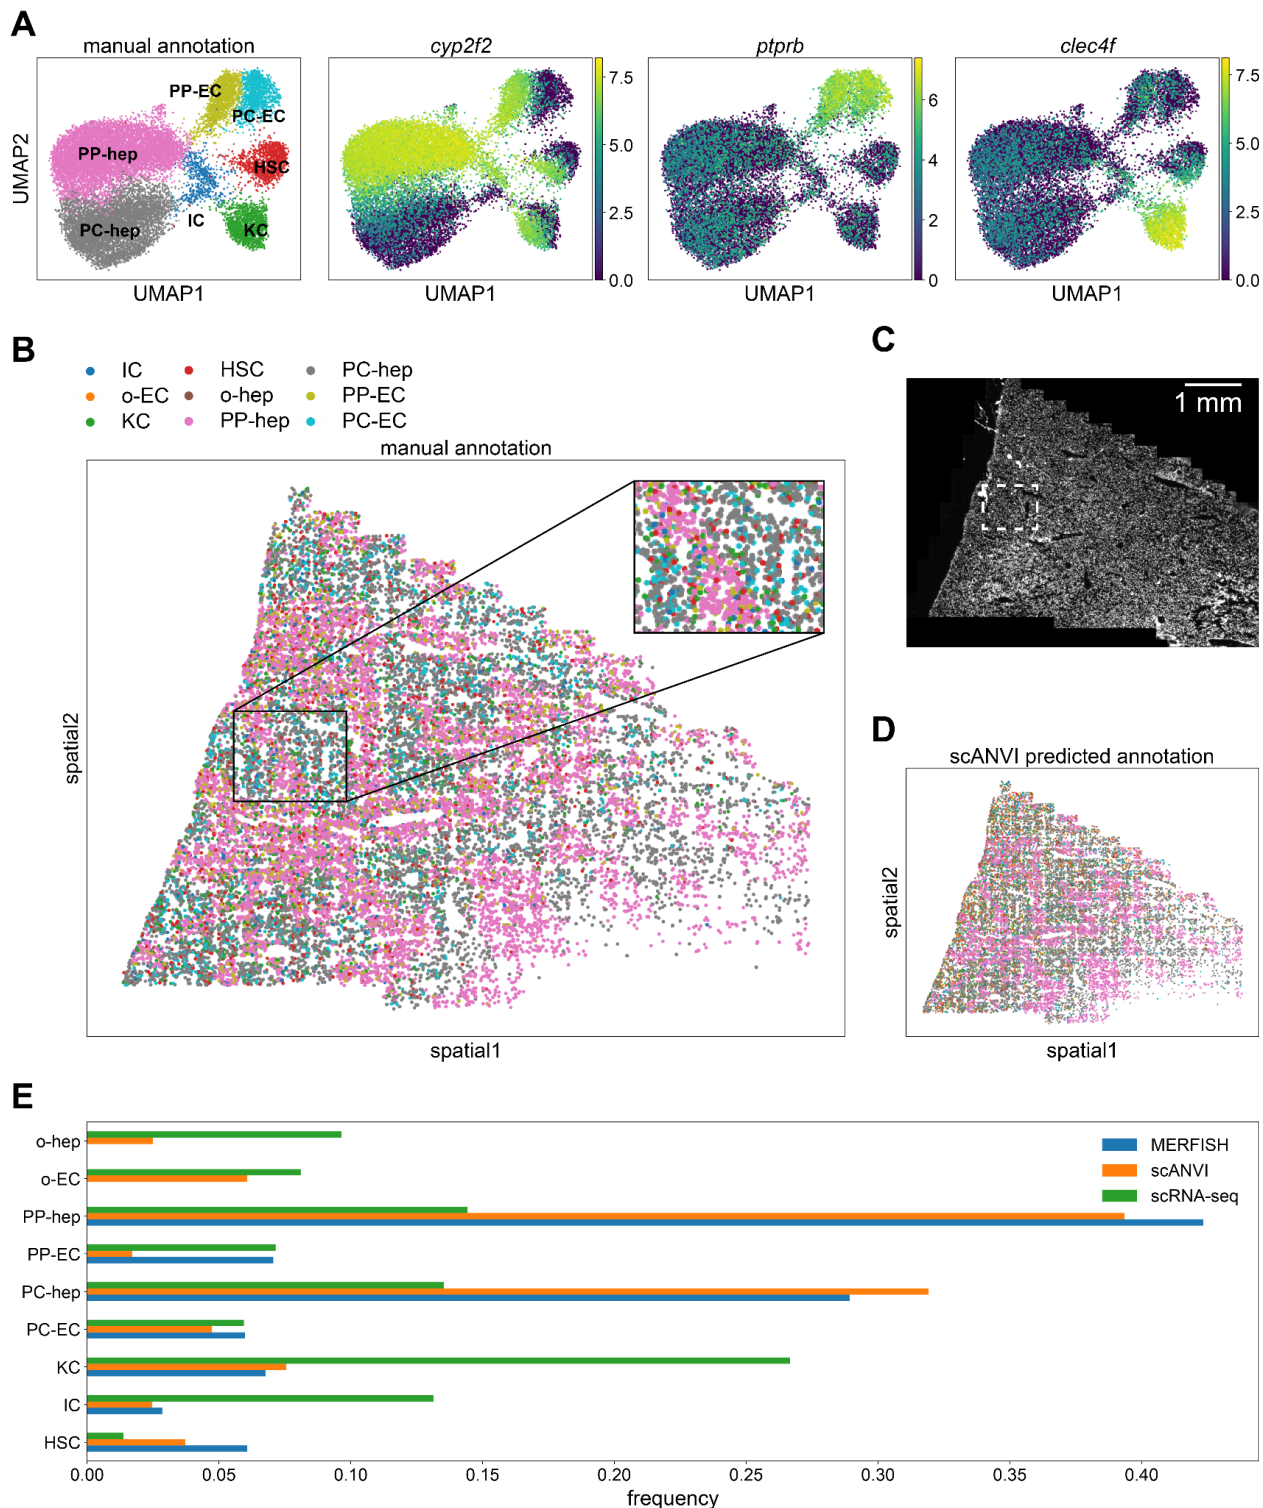 A
manual annotation
cyp2f2
ptprb
clec4f
PP-EC
PC-EC
PP-hep
HSC
IC
PC-hep
KC
UMAP2
UMAP1
UMAP1
UMAP1
UMAP1
7.5
5.0
2.5
0.0
6
4
2
0
7.5
5.0
2.5
0.0
B
IC
HSC
PC-hep
o-EC
o-hep
PP-EC
KC
PP-hep
PC-EC
manual annotation
spatial2
spatial1
C
1 mm
D
scANVI predicted annotation
spatial2
spatial1
E
o-hep
o-EC
PP-hep
PP-EC
PC-hep
PC-EC
KC
IC
HSC
MERFISH
scANVI
scRNA-seq
0.00 0.05 0.10 0.15 0.20 0.25 0.30 0.35 0.40
frequency